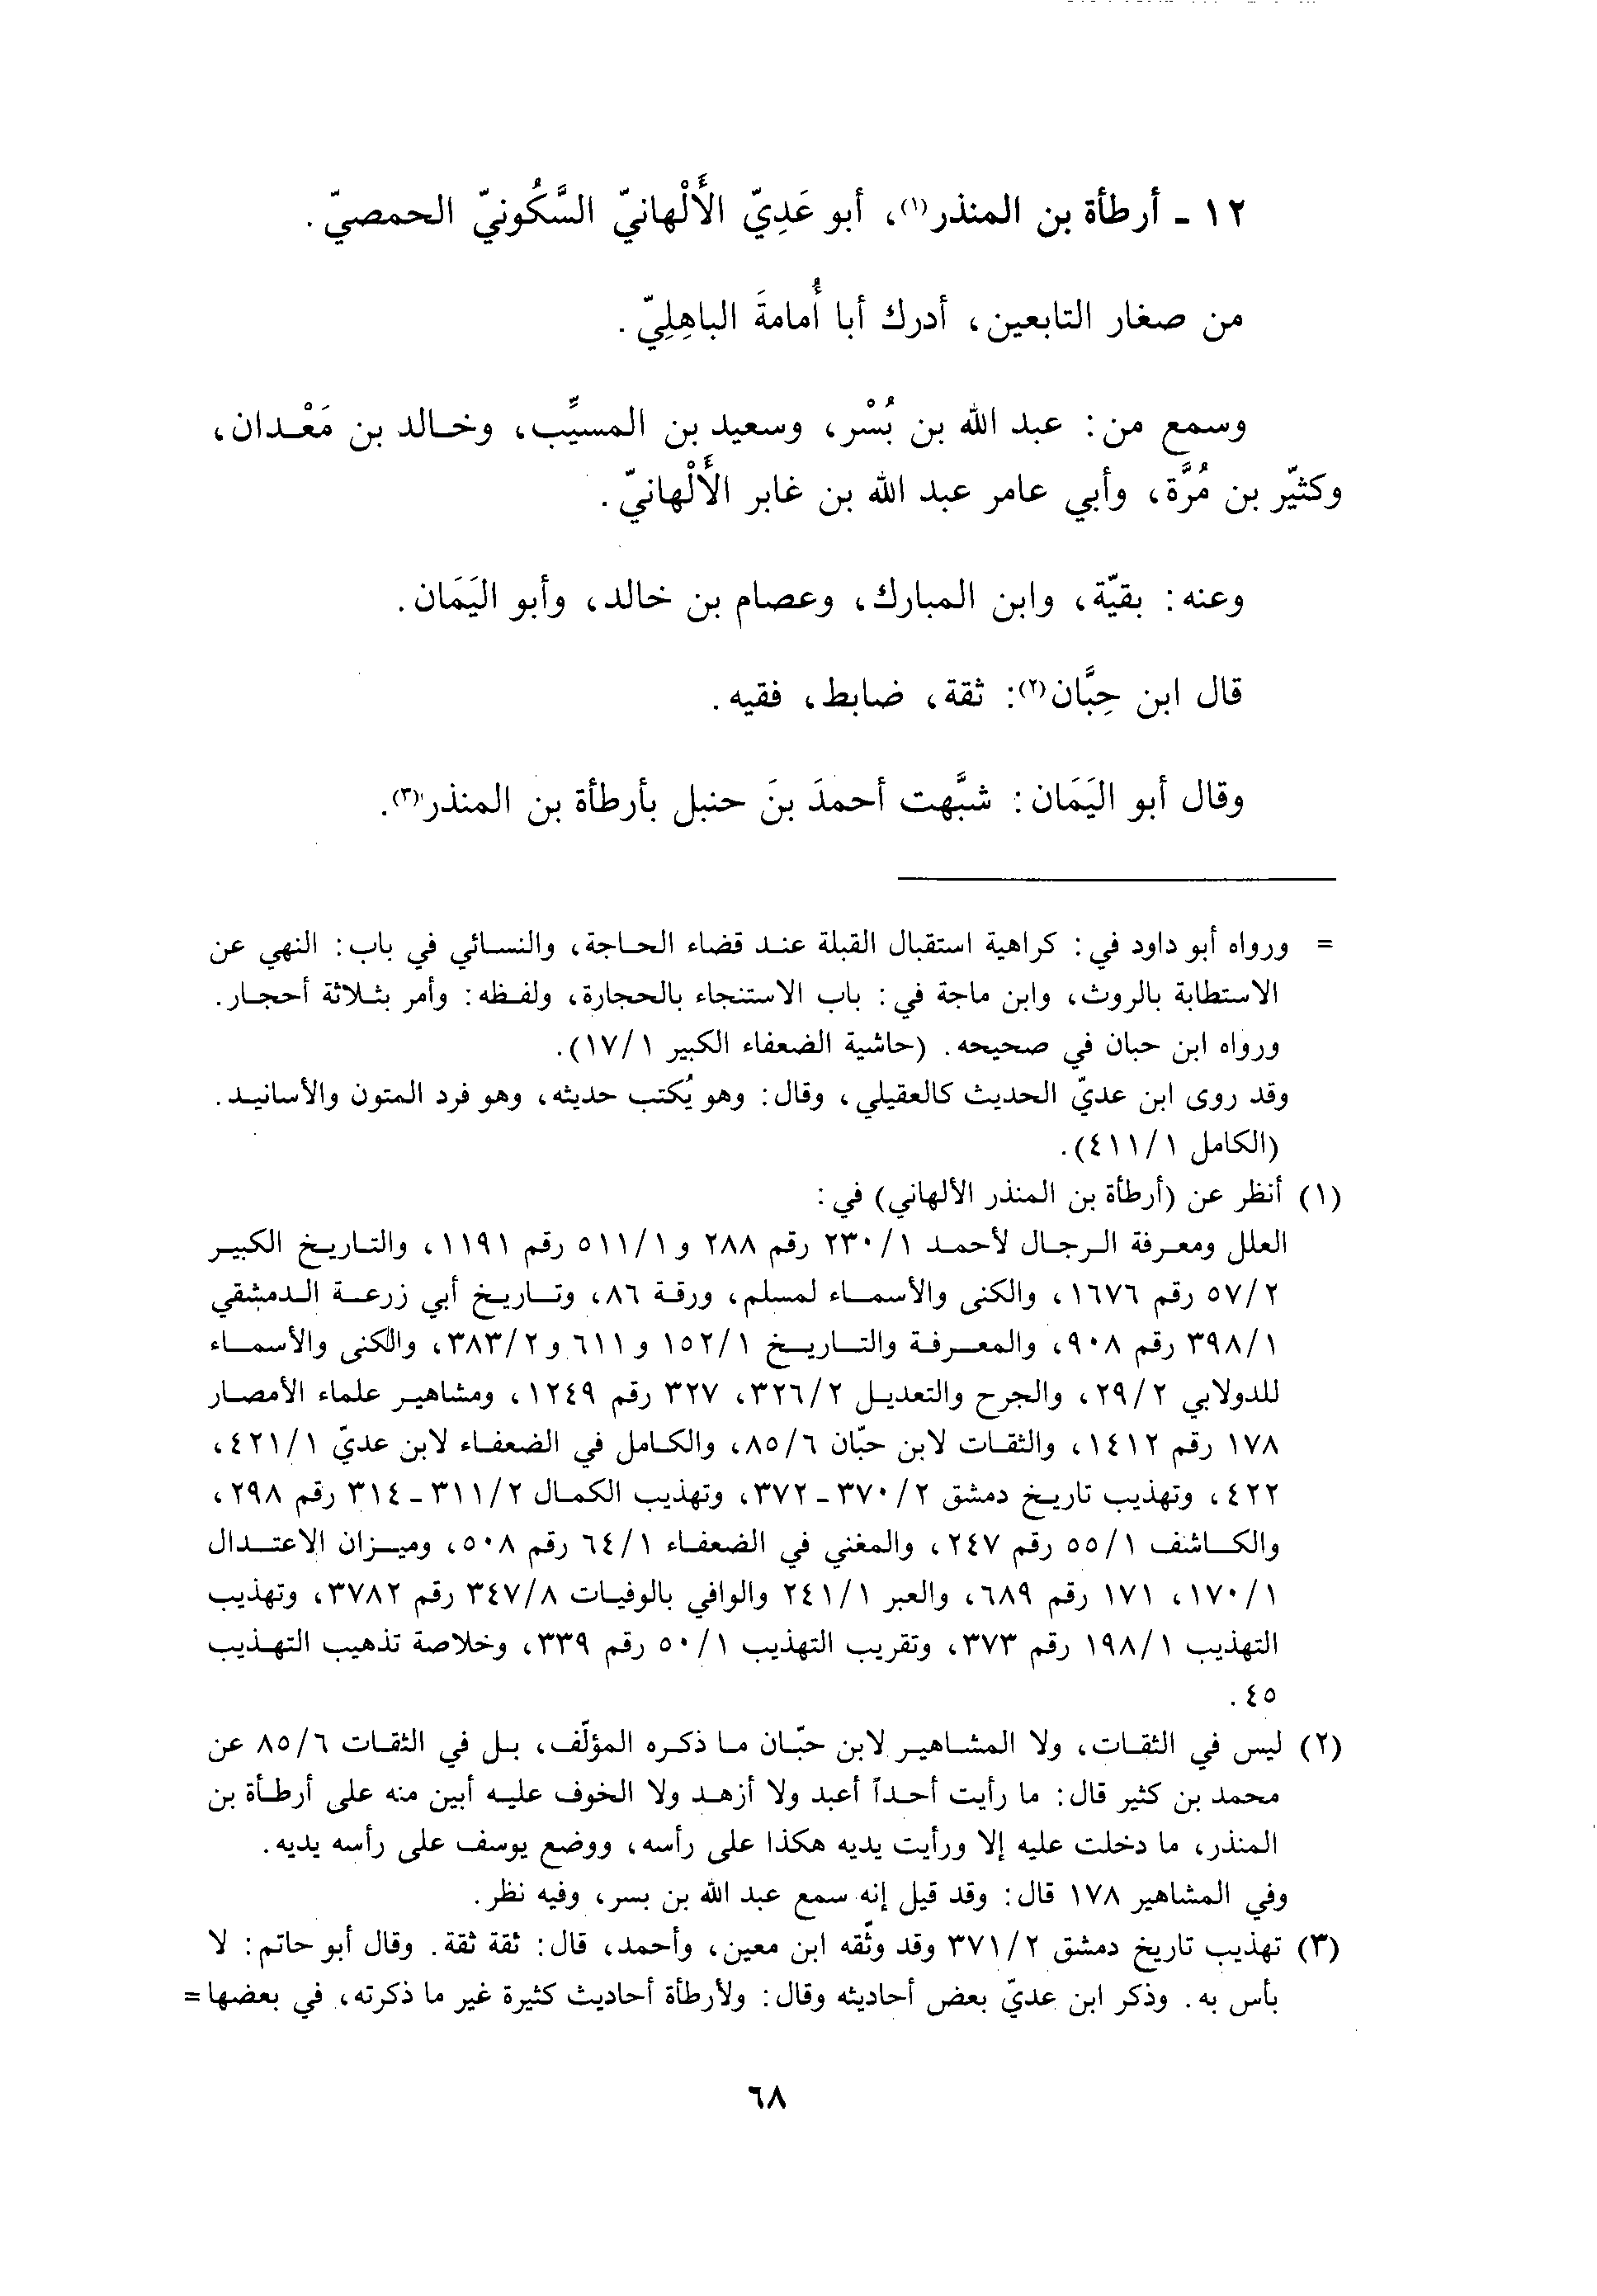 ١٢ ـ أرطأة بن المنذر(١)، أبو عَدِيّ الأَلْهانيّ السَّكُونيّ الحمصيّ.
من صغار التابعين، أدرك أبا أُمامةَ الباهِلِيّ.
وسمع من: عبد الله بن بُسْر، وسعيد بن المسيِّب، وخالد بن مَعْدان،
وكثيّر بن مُرَّة، وأبي عامر عبد الله بن غابر الأَلْهانيّ.
وعنه: بقيّة، وابن المبارك، وعصام بن خالد، وأبو اليَمَان.
قال ابن حِبَّان(٢): ثقة، ضابط، فقيه.
وقال أبو اليَمَان: شبَّهت أحمدَ بنَ حنبل بأرطأة بن المنذر(٣).
= ورواه أبو داود في: كراهية استقبال القبلة عند قضاء الحاجة، والنسائي في باب: النهي عن
الاستطابة بالروث، وابن ماجة في: باب الاستنجاء بالحجارة، ولفظه: وأمر بثلاثة أحجار.
ورواه ابن حبان في صحيحه. (حاشية الضعفاء الكبير ١/١٧).
وقد روى ابن عديّ الحديث كالعقيلي، وقال: وهو يُكتب حديثه، وهو فرد المتون والأسانيد.
(الكامل ١/٤١١).
(١) أنظر عن (أرطأة بن المنذر الألهاني) في:
العلل ومعرفة الرجال لأحمد ١/٢٣٠ رقم ٢٨٨ و ١/٥١١ رقم ١١٩١، والتاريخ الكبير
٢/٥٧ رقم ١٦٧٦، والكنى والأسماء لمسلم، ورقة ٨٦، وتاريخ أبي زرعة الدمشقي
١/٣٩٨ رقم ٩٠٨، والمعرفة والتاريخ ١/١٥٢ و ٦١١ و ٢/٣٨٣، والكنى والأسماء
للدولابي ٢/٢٩، والجرح والتعديل ٢/٣٢٦، ٣٢٧ رقم ١٢٤٩، ومشاهير علماء الأمصار
١٧٨ رقم ١٤١٢، والثقات لابن حبّان ٦/٨٥، والكامل في الضعفاء لابن عديّ ١/٤٢١،
٤٢٢، وتهذيب تاريخ دمشق ٢/٣٧٠ ـ ٣٧٢، وتهذيب الكمال ٢/٣١١ ـ ٣١٤ رقم ٢٩٨،
والكاشف ١/٥٥ رقم ٢٤٧، والمغني في الضعفاء ١/٦٤ رقم ٥٠٨، وميزان الاعتدال
١/١٧٠، ١٧١ رقم ٦٨٩، والعبر ١/٢٤١ والوافي بالوفيات ٨/٣٤٧ رقم ٣٧٨٢، وتهذيب
التهذيب ١/١٩٨ رقم ٣٧٣، وتقريب التهذيب ١/٥٠ رقم ٣٣٩، وخلاصة تذهيب التهذيب
٤٥.
(٢) ليس في الثقات، ولا المشاهير لابن حبّان ما ذكره المؤلّف، بل في الثقات ٦/٨٥ عن
محمد بن كثير قال: ما رأيت أحداً أعبد ولا أزهد ولا الخوف عليه أبين منه على أرطأة بن
المنذر، ما دخلت عليه إلا ورأيت يديه هكذا على رأسه، ووضع يوسف على رأسه يديه.
وفي المشاهير ١٧٨ قال: وقد قيل إنه سمع عبد الله بن بسر، وفيه نظر.
(٣) تهذيب تاريخ دمشق ٢/٣٧١ وقد وثّقه ابن معين، وأحمد، قال: ثقة ثقة. وقال أبو حاتم: لا
بأس به. وذكر ابن عديّ بعض أحاديثه وقال: ولأرطأة أحاديث كثيرة غير ما ذكرته، في بعضها =
٦٨